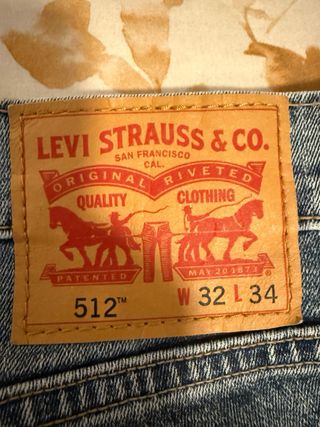 LEVI STRAUSS & CO.
SAN FRANCISCO
CAL.
ORIGINAL RIVETED
QUALITY CLOTHING
PATENTED MAY 20 1873 ®
512™ W 32 L 34